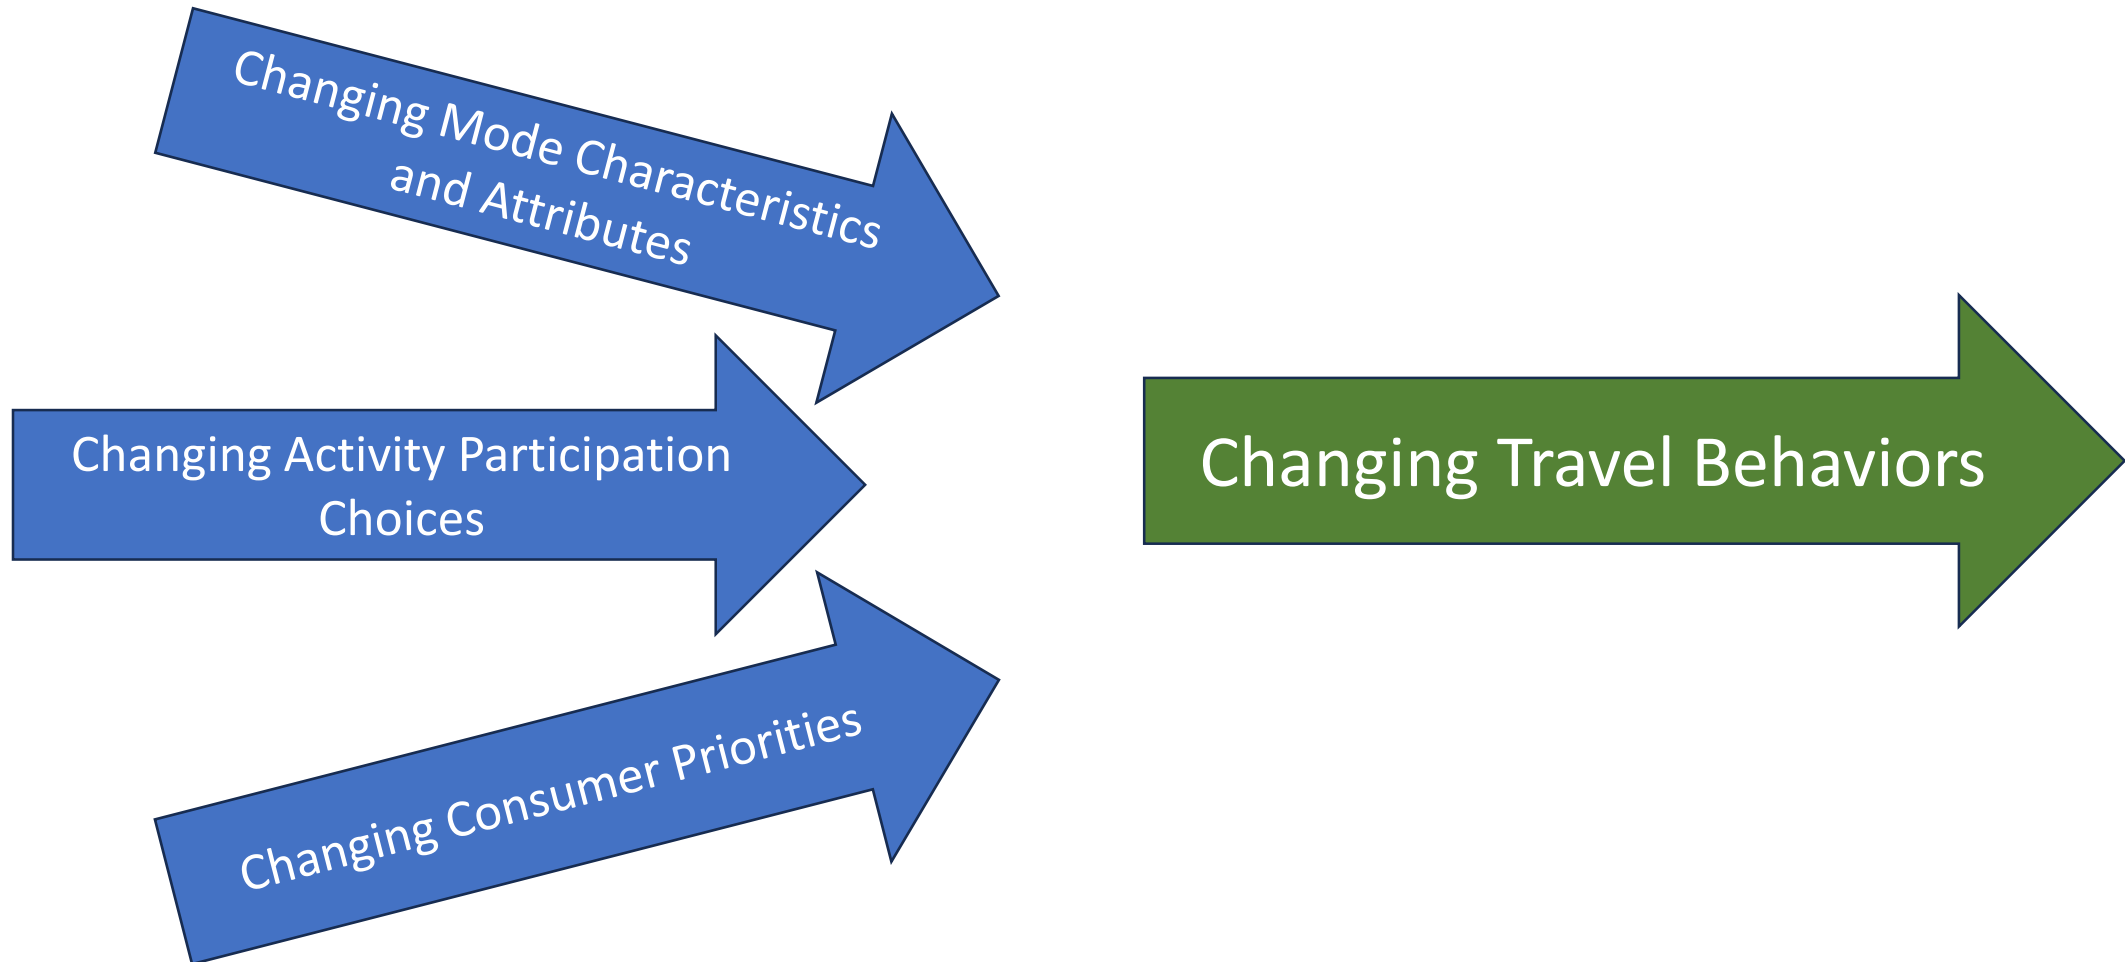 Changing Mode Characteristics
and Attributes
Changing Activity Participation
Choices
Changing Consumer Priorities
Changing Travel Behaviors